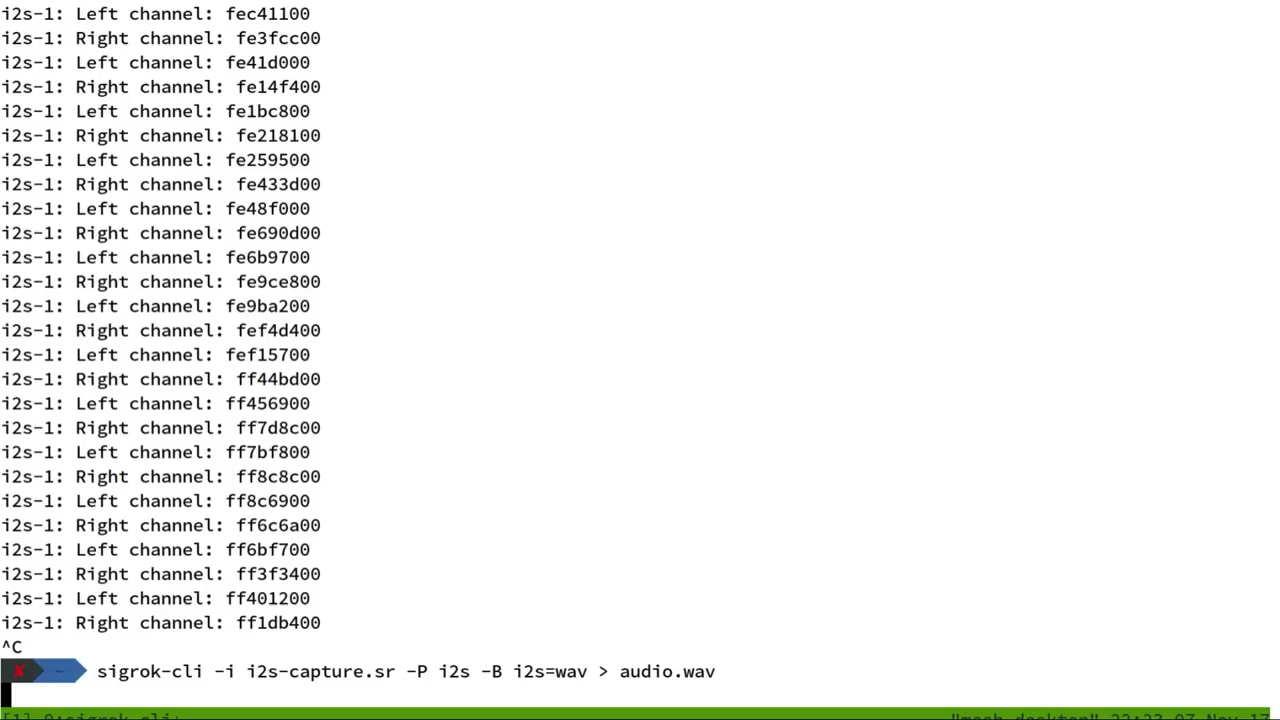 i2s-1: Left channel: fec41100
i2s-1: Right channel: fe3fcc00
i2s-1: Left channel: fe41d000
i2s-1: Right channel: fe14f400
i2s-1: Left channel: fe1bc800
i2s-1: Right channel: fe218100
i2s-1: Left channel: fe259500
i2s-1: Right channel: fe433d00
i2s-1: Left channel: fe48f000
i2s-1: Right channel: fe690d00
i2s-1: Left channel: fe6b9700
i2s-1: Right channel: fe9ce800
i2s-1: Left channel: fe9ba200
i2s-1: Right channel: fef4d400
i2s-1: Left channel: fef15700
i2s-1: Right channel: ff44bd00
i2s-1: Left channel: ff456900
i2s-1: Right channel: ff7d8c00
i2s-1: Left channel: ff7bf800
i2s-1: Right channel: ff8c8c00
i2s-1: Left channel: ff8c6900
i2s-1: Right channel: ff6c6a00
i2s-1: Left channel: ff6bf700
i2s-1: Right channel: ff3f3400
i2s-1: Left channel: ff401200
i2s-1: Right channel: ff1db400
^C
✘ ~ sigrok-cli -i i2s-capture.sr -P i2s -B i2s=wav > audio.wav